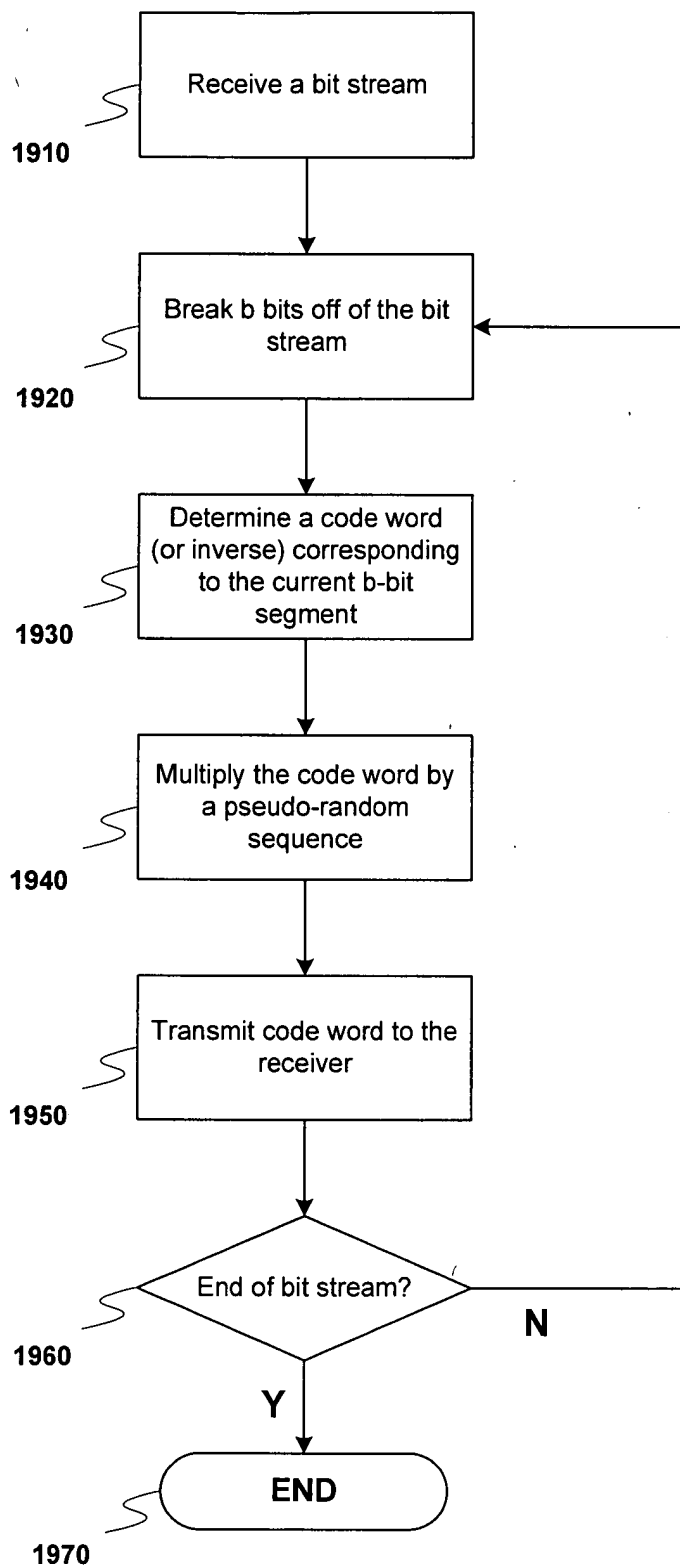 Receive a bit stream
1910
Break b bits off of the bit
stream
1920
Determine a code word
(or inverse) corresponding
to the current b-bit
segment
1930
Multiply the code word by
a pseudo-random
sequence
1940
Transmit code word to the
receiver
1950
End of bit stream?
N
1960
Y
END
1970